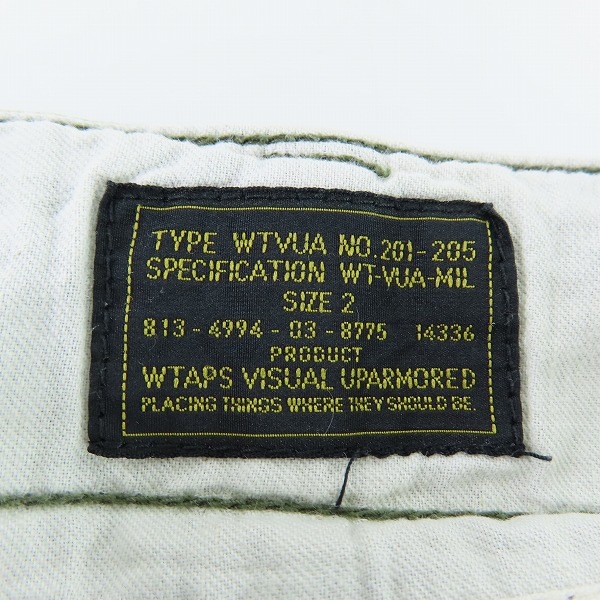 TYPE WTVUA NO.201-205
SPECIFICATION WT-VUA-MIL
SIZE 2
813-4994-03-8775 14336
PRODUCT
WTAPS VISUAL UPARMORED
PLACING THINGS WHERE THEY SHOULD BE.